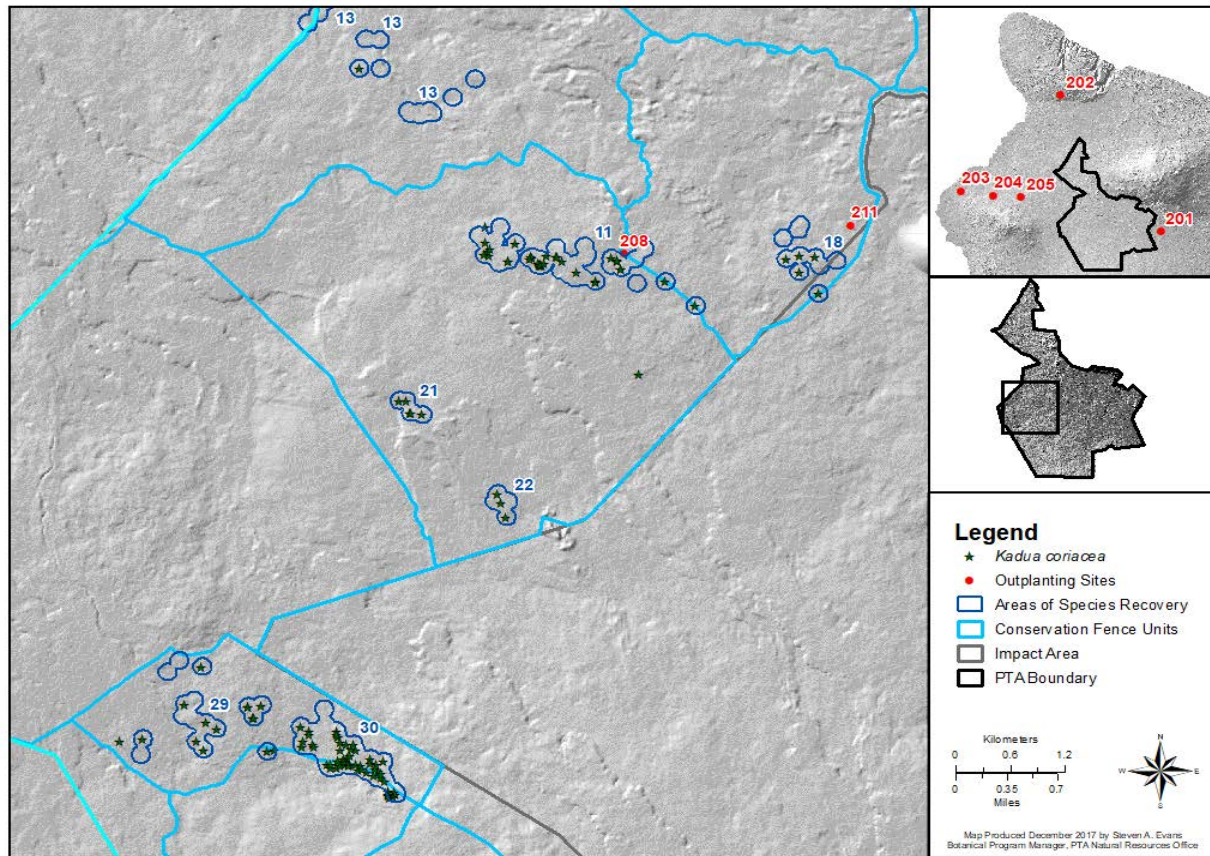 13
13
13
11
208
211
18
21
22
29
30
202
203
204
205
201
Legend
Kadua coriacea
Outplanting Sites
Areas of Species Recovery
Conservation Fence Units
Impact Area
PTA Boundary
Kilometers
0 0.6 1.2
0 0.35 0.7
Miles
N
W E
S
Map Produced December 2017 by Steven A. Evans
Botanical Program Manager, PTA Natural Resources Office